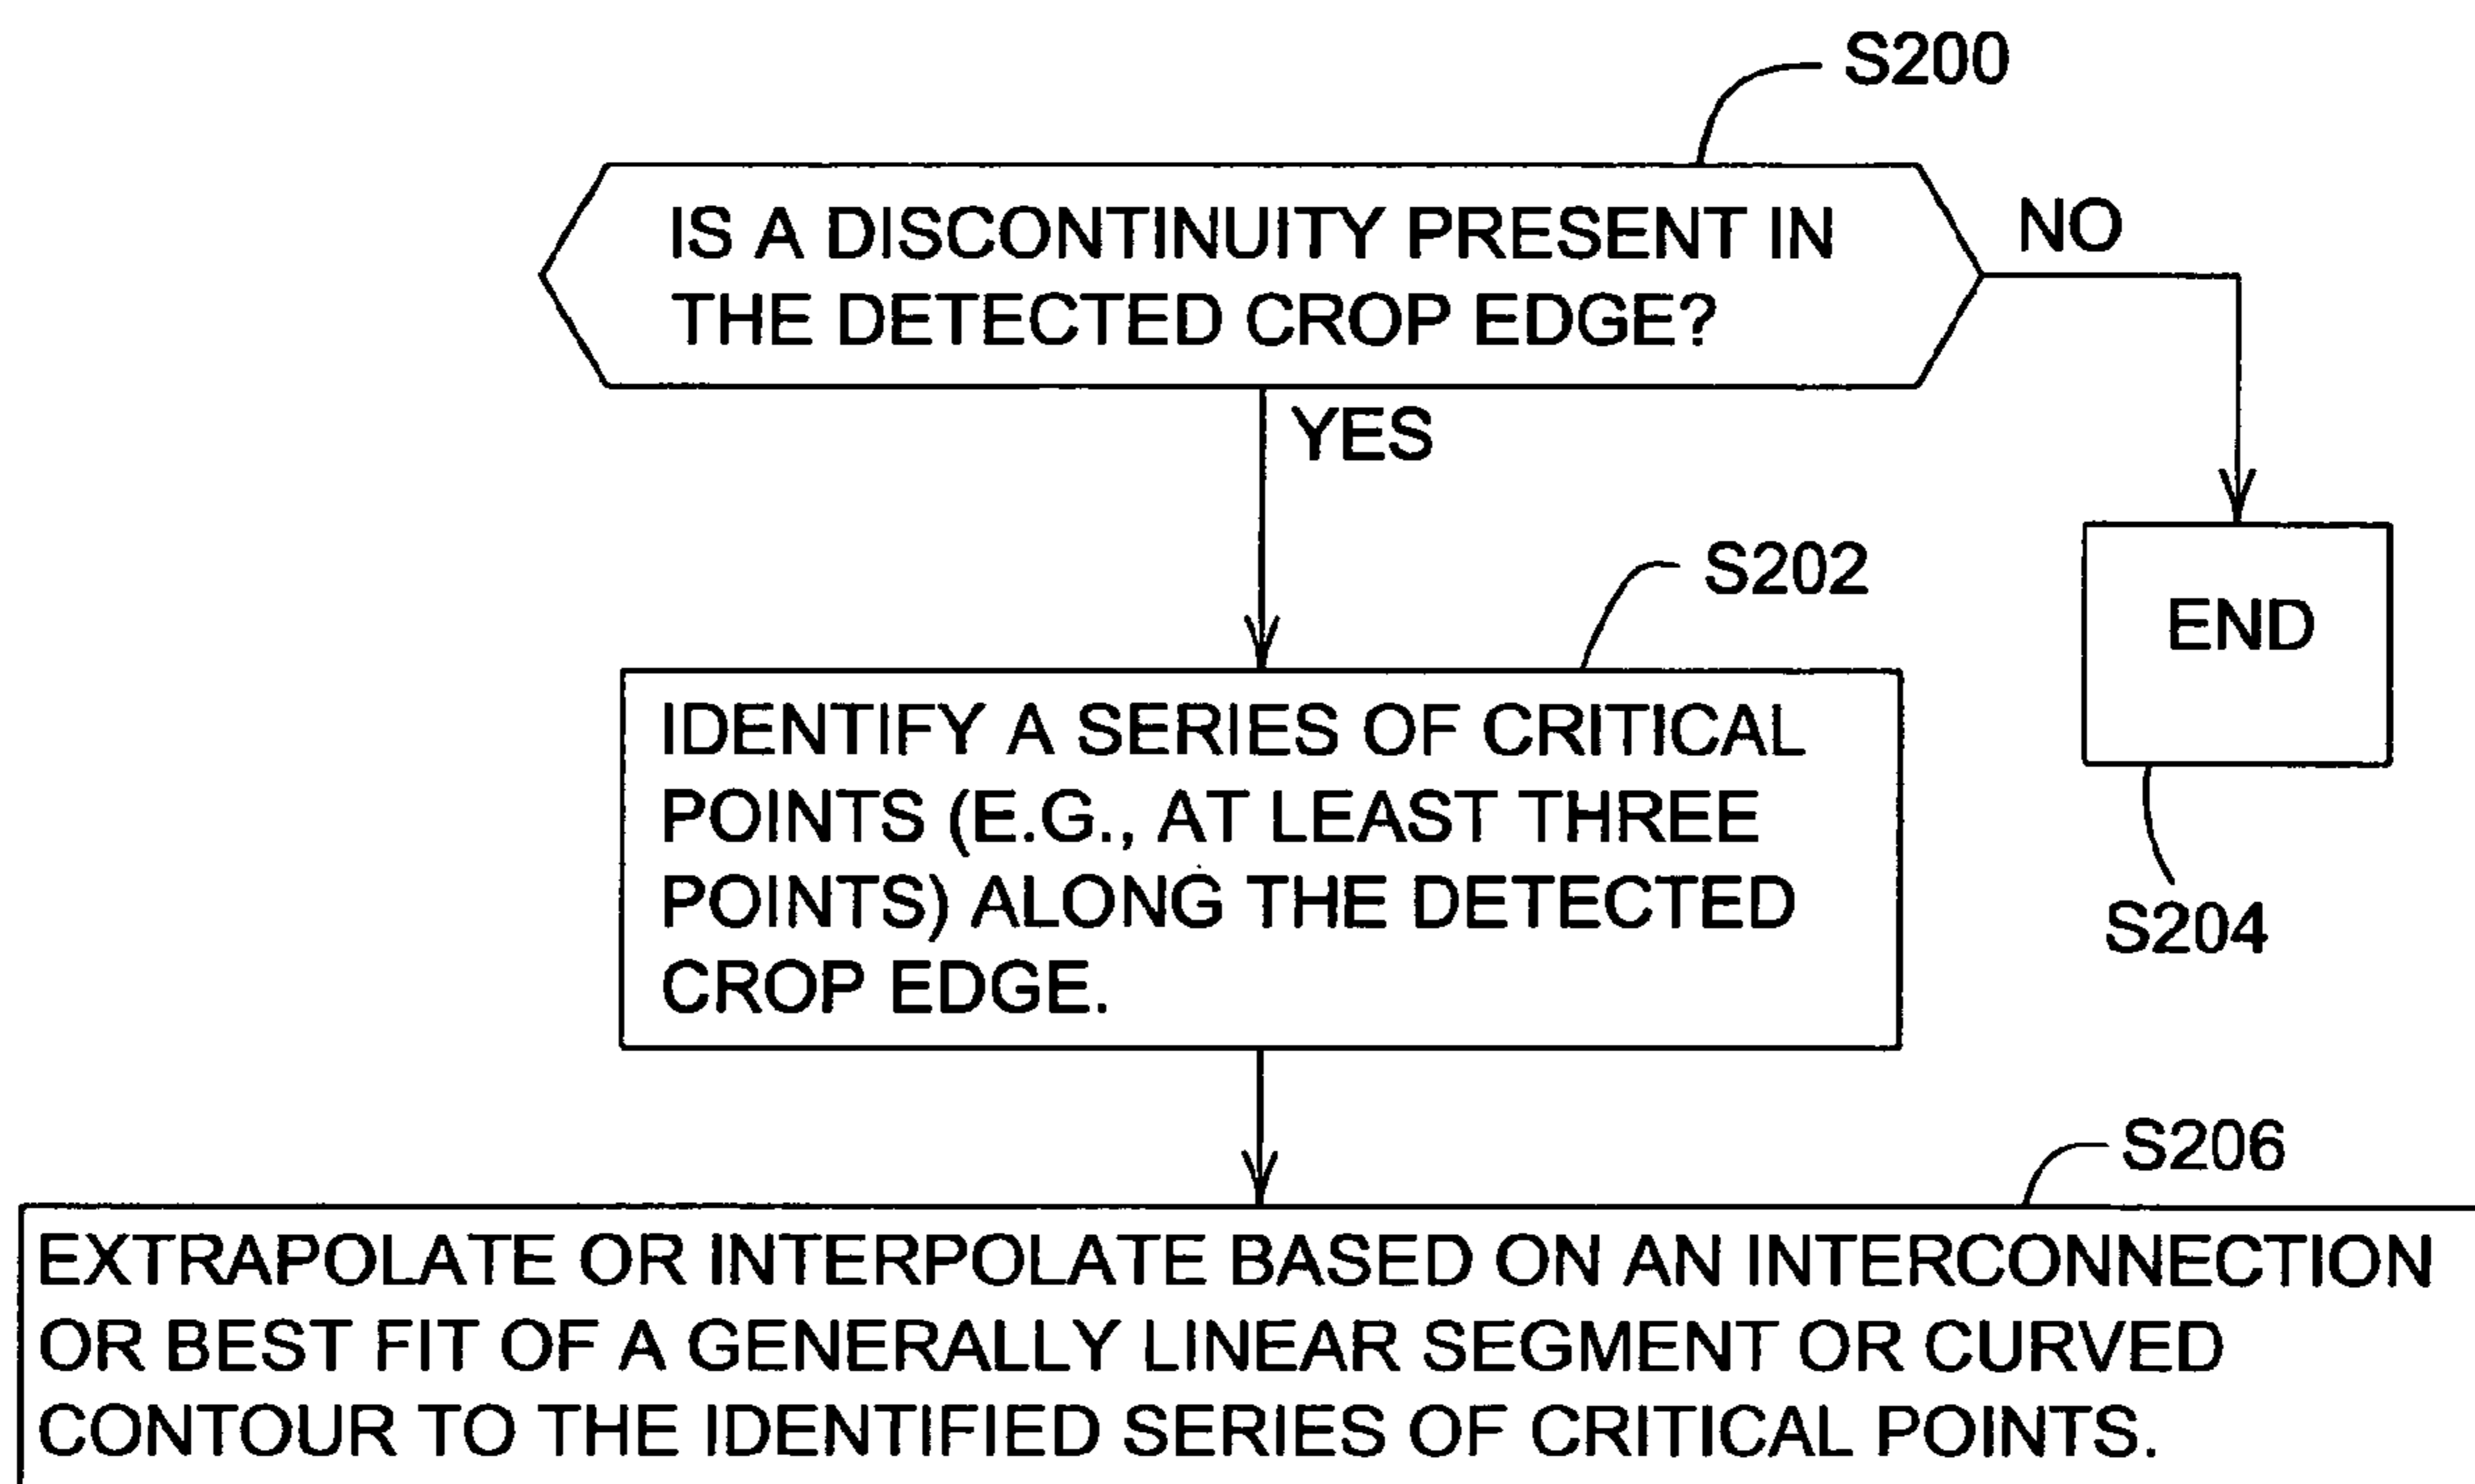 S200
IS A DISCONTINUITY PRESENT IN
THE DETECTED CROP EDGE?
NO
YES
S202
END
IDENTIFY A SERIES OF CRITICAL
POINTS (E.G., AT LEAST THREE
POINTS) ALONG THE DETECTED
CROP EDGE.
S204
S206
EXTRAPOLATE OR INTERPOLATE BASED ON AN INTERCONNECTION
OR BEST FIT OF A GENERALLY LINEAR SEGMENT OR CURVED
CONTOUR TO THE IDENTIFIED SERIES OF CRITICAL POINTS.